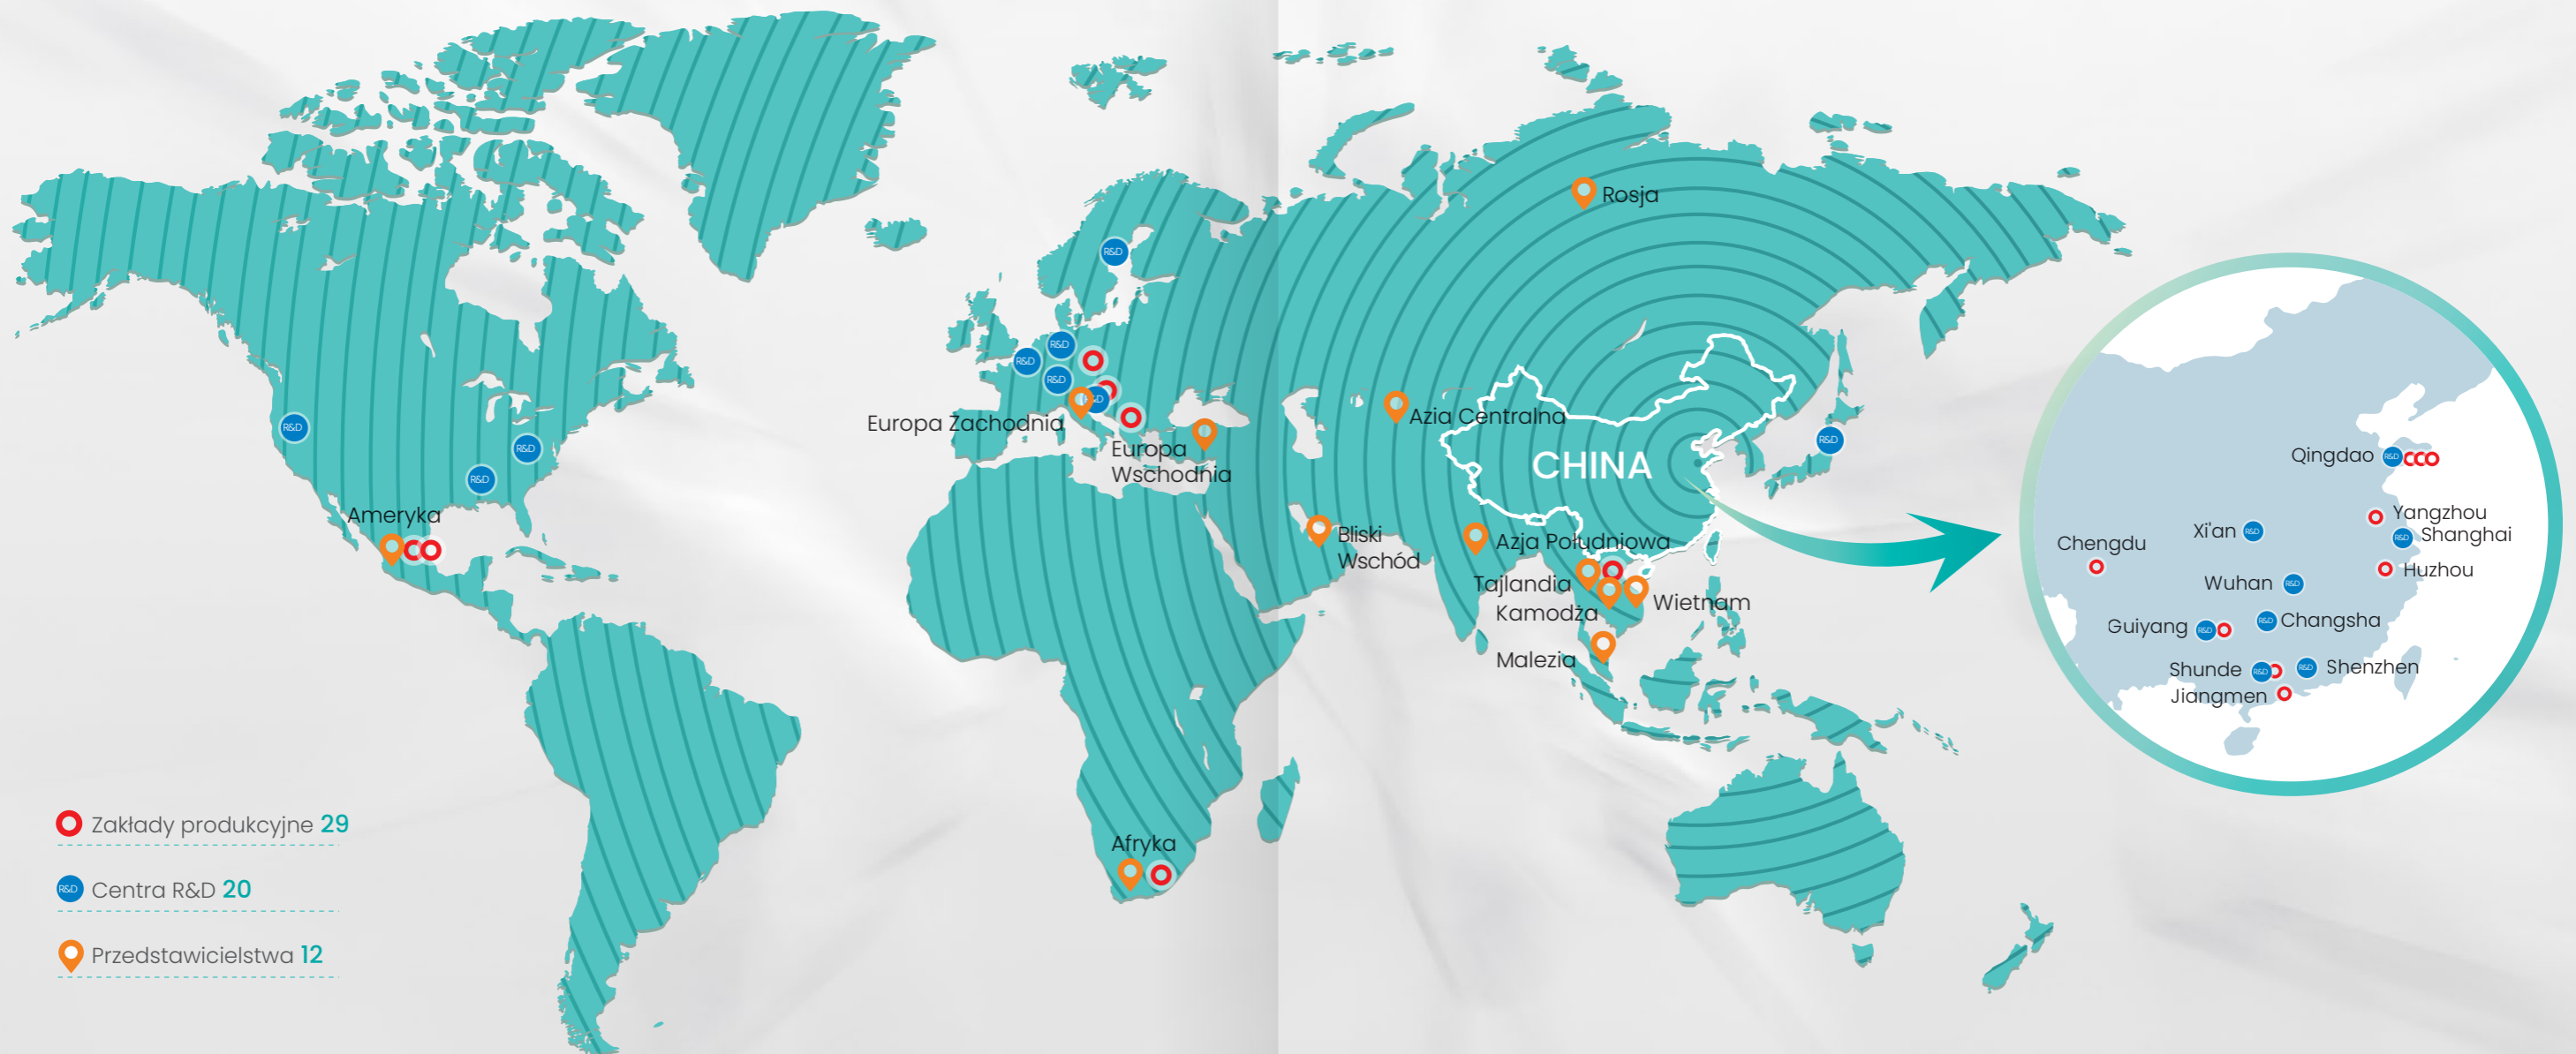 Rosja
R&D
R&D
R&D
R&D
R&D
Europa Zachodnia
Europa
Wschodnia
Azia Centralna
R&D
R&D
R&D
R&D
CHINA
Ameryka
Bliski
Wschód
Azja Południowa
Tajlandia
Kamodża
Wietnam
Malezia
Afryka
Qingdao R&D
Yangzhou
Xi'an R&D
R&D Shanghai
Chengdu
Huzhou
Wuhan R&D
R&D Changsha
Guiyang R&D
Shunde R&D
R&D Shenzhen
Jiangmen
Zakłady produkcyjne 29
R&D Centra R&D 20
Przedstawicielstwa 12